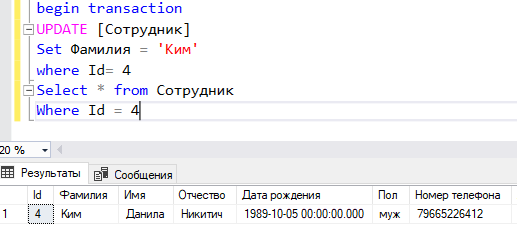 begin transaction
UPDATE [Сотрудник]
Set Фамилия = 'Ким'
where Id= 4
Select * from Сотрудник
Where Id = 4
20 %
Результаты Сообщения
Id Фамилия Имя Отчество Дата рождения Пол Номер телефона
1 4 Ким Данила Никитич 1989-10-05 00:00:00.000 муж 79665226412